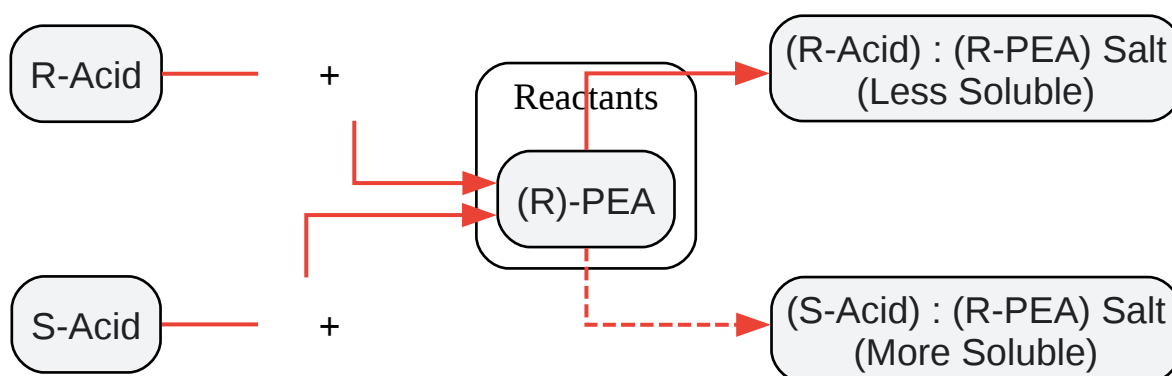 R-Acid
+
(R-Acid) : (R-PEA) Salt
(Less Soluble)
Reactants
(R)-PEA
S-Acid
+
(S-Acid) : (R-PEA) Salt
(More Soluble)